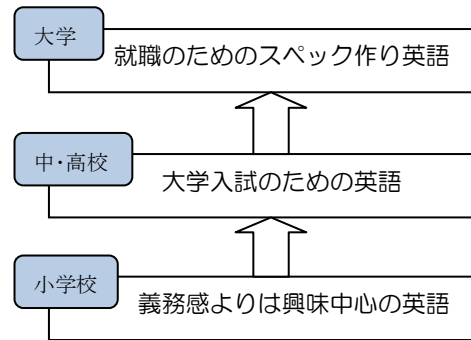 大学
就職のためのスペック作り英語
中・高校
大学入試のための英語
小学校
義務感よりは興味中心の英語